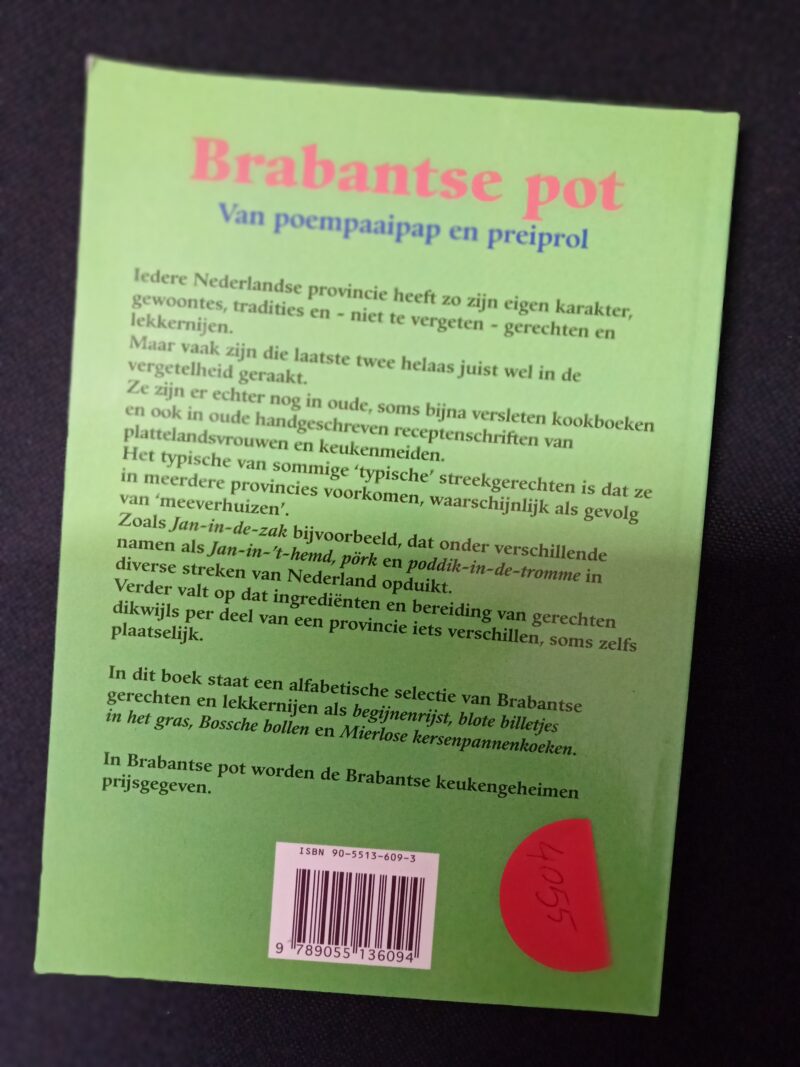 Brabantse pot
Van poempaaipap en preiprol
Iedere Nederlandse provincie heeft zo zijn eigen karakter,
gewoontes, tradities en - niet te vergeten - gerechten en
lekkernijen.
Maar vaak zijn die laatste twee helaas juist wel in de
vergetelheid geraakt.
Ze zijn er echter nog in oude, soms bijna versleten kookboeken
en ook in oude handgeschreven receptenschriften van
plattelandsvrouwen en keukenmeiden.
Het typische van sommige ‘typische’ streekgerechten is dat ze
in meerdere provincies voorkomen, waarschijnlijk als gevolg
van ‘meeverhuizen’.
Zoals Jan-in-de-zak bijvoorbeeld, dat onder verschillende
namen als Jan-in-’t-hemd, pörk en poddik-in-de-tromme in
diverse streken van Nederland opduikt.
Verder valt op dat ingrediënten en bereiding van gerechten
dikwijls per deel van een provincie iets verschillen, soms zelfs
plaatselijk.
In dit boek staat een alfabetische selectie van Brabantse
gerechten en lekkernijen als begijnenrijst, blote billetjes
in het gras, Bossche bollen en Mierlose kersenpannenkoeken.
In Brabantse pot worden de Brabantse keukengeheimen
prijsgegeven.
ISBN 90-5513-609-3
9 789055 136094
4055